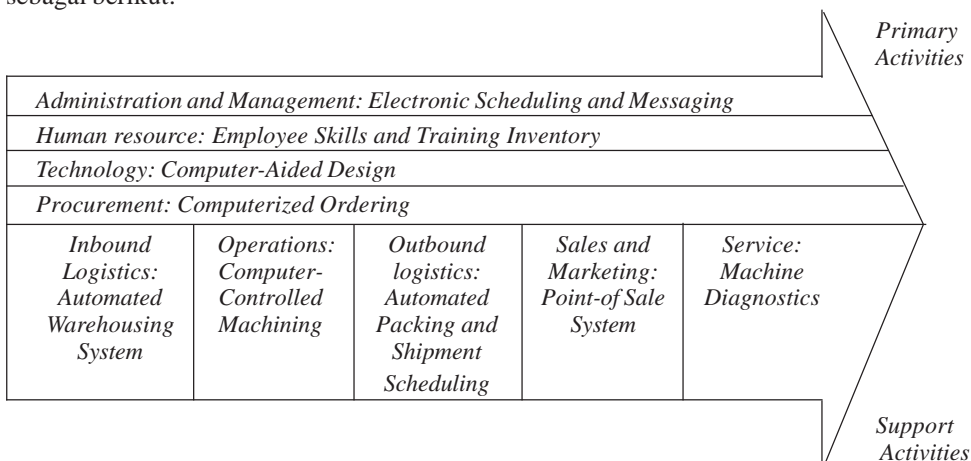 sebagai berikut:
Primary
Activities
Administration and Management: Electronic Scheduling and Messaging
Human resource: Employee Skills and Training Inventory
Technology: Computer-Aided Design
Procurement: Computerized Ordering
Inbound
Logistics:
Automated
Warehousing
System
Operations:
Computer-
Controlled
Machining
Outbound
logistics:
Automated
Packing and
Shipment
Scheduling
Sales and
Marketing:
Point-of Sale
System
Service:
Machine
Diagnostics
Support
Activities